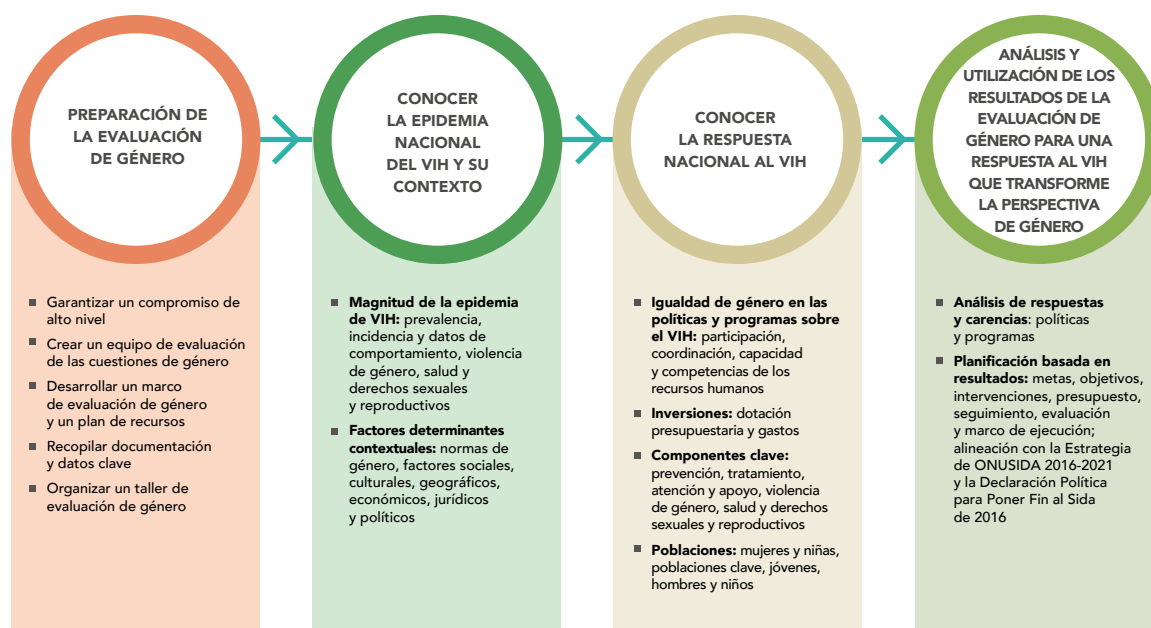 PREPARACIÓN DE
LA EVALUACIÓN
DE GÉNERO
■ Garantizar un compromiso de
alto nivel
■ Crear un equipo de evaluación
de las cuestiones de género
■ Desarrollar un marco
de evaluación de género
y un plan de recursos
■ Recopilar documentación
y datos clave
■ Organizar un taller de
evaluación de género
CONOCER
LA EPIDEMIA
NACIONAL
DEL VIH Y SU
CONTEXTO
■ Magnitud de la epidemia
de VIH: prevalencia,
incidencia y datos de
comportamiento, violencia
de género, salud y
derechos sexuales
y reproductivos
■ Factores determinantes
contextuales: normas de
género, factores sociales,
culturales, geográficos,
económicos, jurídicos
y políticos
CONOCER
LA RESPUESTA
NACIONAL AL VIH
■ Igualdad de género en las
políticas y programas sobre
el VIH: participación,
coordinación, capacidad
y competencias de los
recursos humanos
■ Inversiones: dotación
presupuestaria y gastos
■ Componentes clave:
prevención, tratamiento,
atención y apoyo, violencia
de género, salud y derechos
sexuales y reproductivos
■ Poblaciones: mujeres y niñas,
poblaciones clave, jóvenes,
hombres y niños
ANÁLISIS Y
UTILIZACIÓN DE LOS
RESULTADOS DE LA
EVALUACIÓN DE
GÉNERO PARA UNA
RESPUESTA AL VIH
QUE TRANSFORME
LA PERSPECTIVA
DE GÉNERO
■ Análisis de respuestas
y carencias: políticas
y programas
■ Planificación basada en
resultados: metas, objetivos,
intervenciones, presupuesto,
seguimiento, evaluación
y marco de ejecución;
alineación con la Estrategia
de ONUSIDA 2016-2021
y la Declaración Política
para Poner Fin al Sida
de 2016